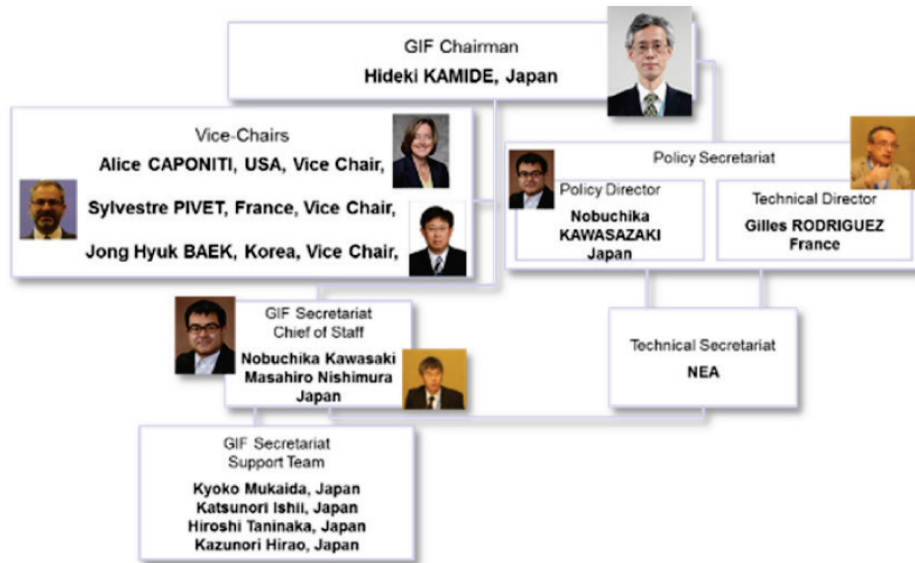 GIF Chairman
Hideki KAMIDE, Japan
Vice-Chairs
Alice CAPONITI, USA, Vice Chair,
Sylvestre PIVET, France, Vice Chair,
Jong Hyuk BAEK, Korea, Vice Chair,
Policy Secretariat
Policy Director
Nobuchika
KAWASAZAKI
Japan
Technical Director
Gilles RODRIGUEZ
France
GIF Secretariat
Chief of Staff
Nobuchika Kawasaki
Masahiro Nishimura
Japan
Technical Secretariat
NEA
GIF Secretariat
Support Team
Kyoko Mukaida, Japan
Katsunori Ishii, Japan
Hiroshi Taninaka, Japan
Kazunori Hirao, Japan